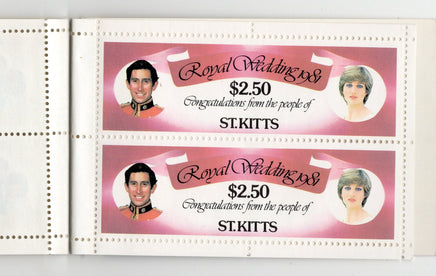 Royal Wedding 1981
$2.50
Congratulations from the people of
ST.KITTS
Royal Wedding 1981
$2.50
Congratulations from the people of
ST.KITTS